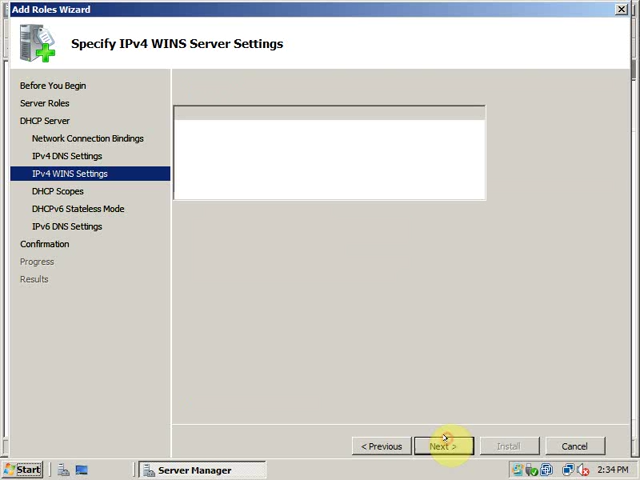 Add Roles Wizard
Specify IPv4 WINS Server Settings
Before You Begin
Server Roles
DHCP Server
Network Connection Bindings
IPv4 DNS Settings
IPv4 WINS Settings
DHCP Scopes
DHCPv6 Stateless Mode
IPv6 DNS Settings
Confirmation
Progress
Results
< Previous
Next >
Install
Cancel
Start
Server Manager
2:34 PM